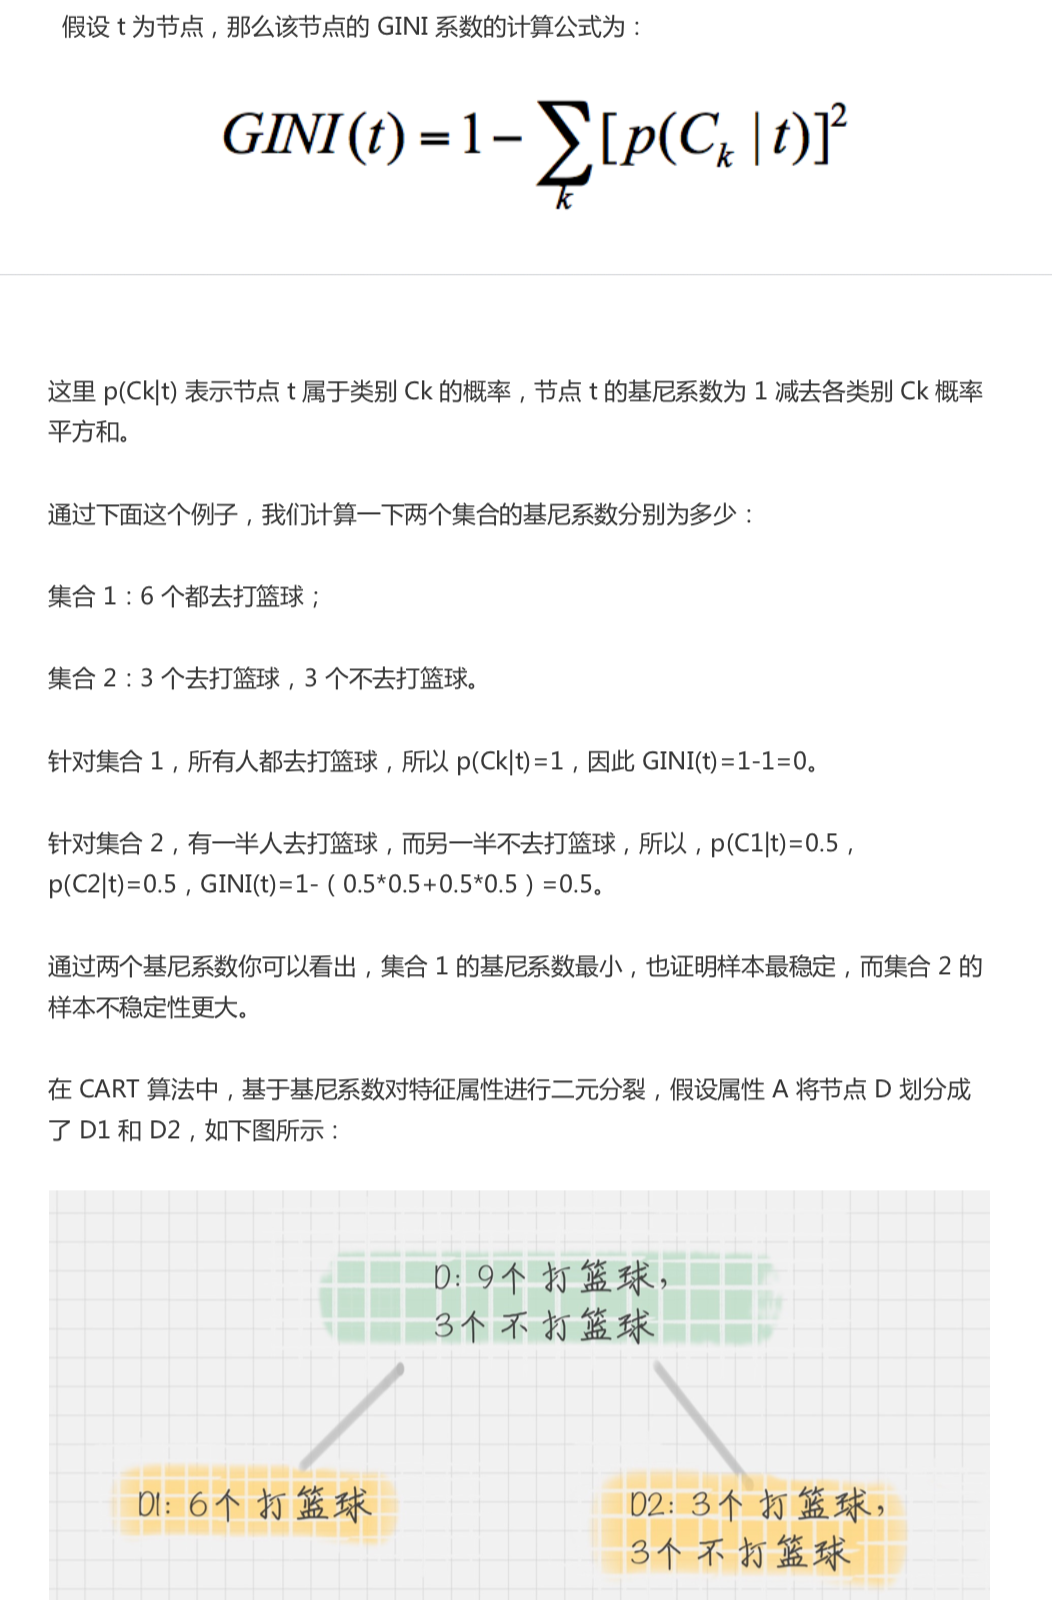 假设 t 为节点，那么该节点的 GINI 系数的计算公式为：
GINI(t) = 1 − ∑ₖ [p(Cₖ | t)]²
这里 p(Ck|t) 表示节点 t 属于类别 Ck 的概率，节点 t 的基尼系数为 1 减去各类别 Ck 概率
平方和。
通过下面这个例子，我们计算一下两个集合的基尼系数分别为多少：
集合 1：6 个都去打篮球；
集合 2：3 个去打篮球，3 个不去打篮球。
针对集合 1，所有人都去打篮球，所以 p(Ck|t)=1，因此 GINI(t)=1-1=0。
针对集合 2，有一半人去打篮球，而另一半不去打篮球，所以，p(C1|t)=0.5，
p(C2|t)=0.5，GINI(t)=1-（0.5*0.5+0.5*0.5）=0.5。
通过两个基尼系数你可以看出，集合 1 的基尼系数最小，也证明样本最稳定，而集合 2 的
样本不稳定性更大。
在 CART 算法中，基于基尼系数对特征属性进行二元分裂，假设属性 A 将节点 D 划分成
了 D1 和 D2，如下图所示：
D: 9个 打篮球，
3个 不打篮球
D1: 6个 打篮球
D2: 3个 打篮球，
3个 不打篮球